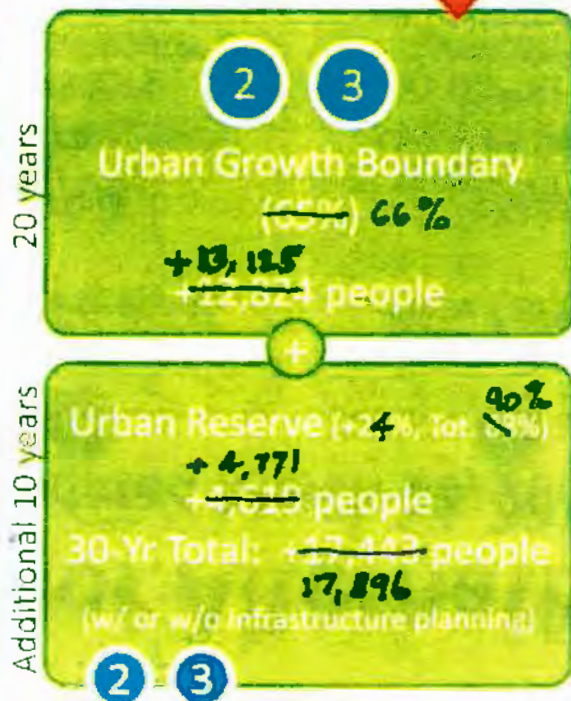 20 years
2 3
Urban Growth Boundary
(65%) 66%
+13,125
+12,824 people
+
Additional 10 years
90%
Urban Reserve (+24%, Tot. 89%)
+4,771
+4,619 people
30-Yr Total: +17,443 people
17,896
(w/ or w/o infrastructure planning)
2 3